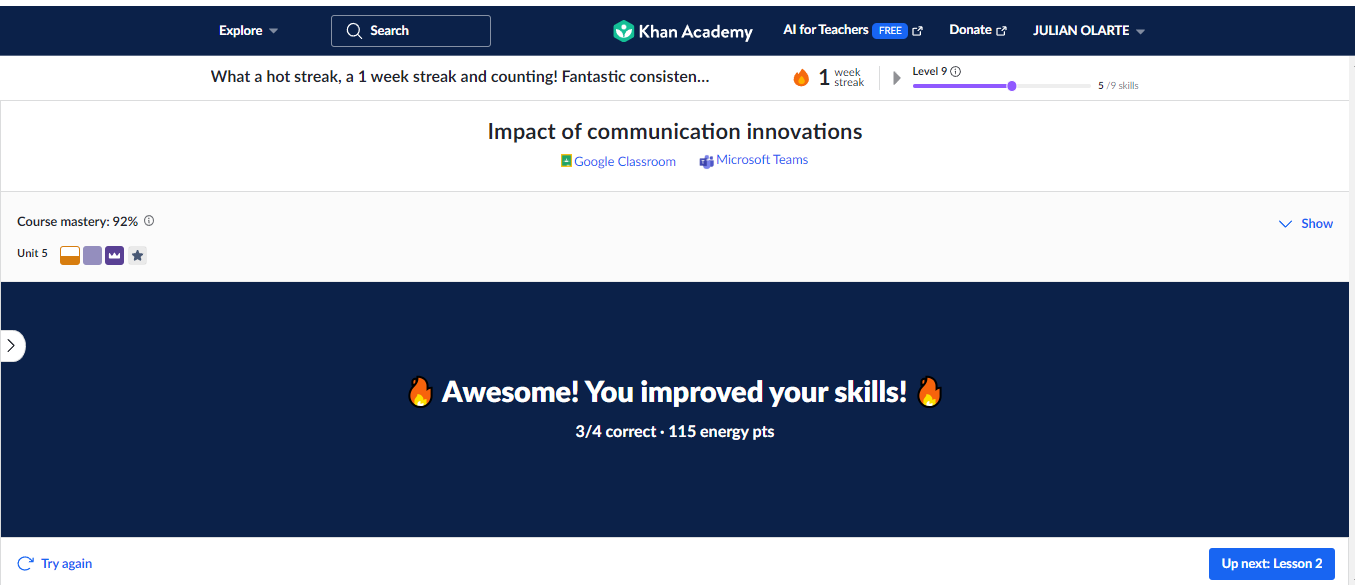 Explore
Search
Khan Academy
AI for Teachers FREE
Donate
JULIAN OLARTE
What a hot streak, a 1 week streak and counting! Fantastic consisten...
1 week streak
Level 9
5 /9 skills
Impact of communication innovations
Google Classroom
Microsoft Teams
Course mastery: 92%
Show
Unit 5
Awesome! You improved your skills!
3/4 correct · 115 energy pts
Try again
Up next: Lesson 2